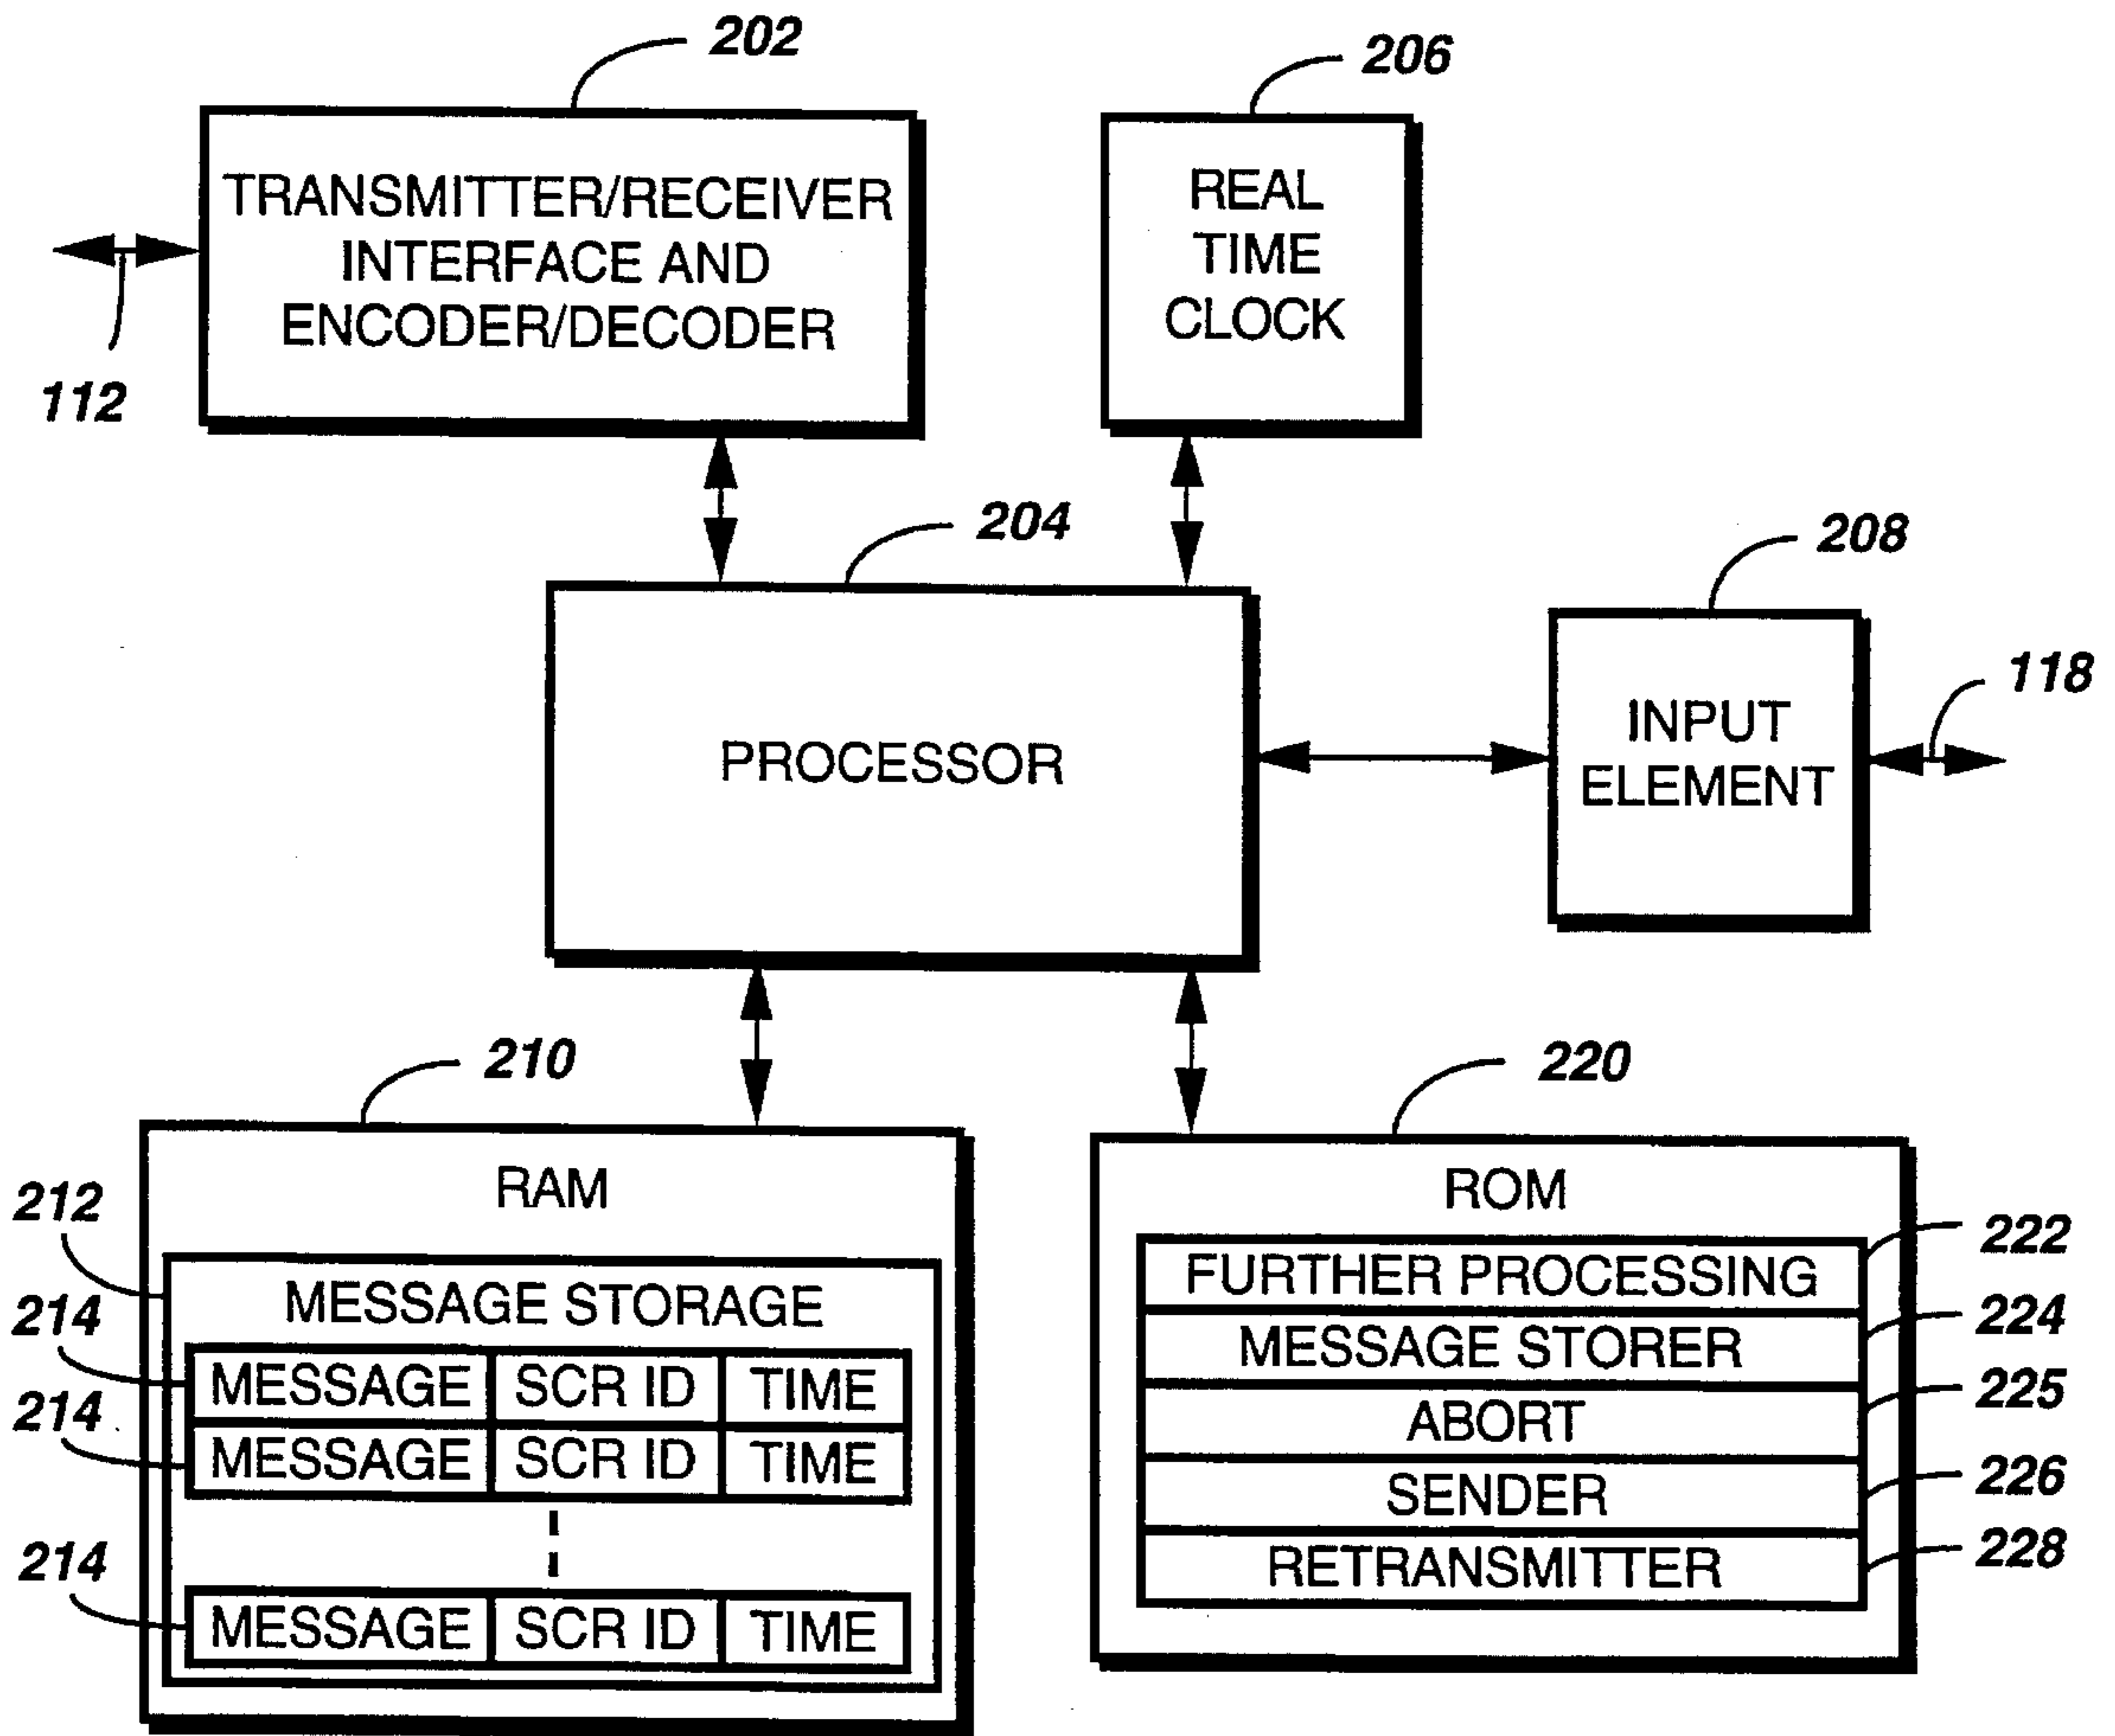 202
206
TRANSMITTER/RECEIVER
INTERFACE AND
ENCODER/DECODER
REAL
TIME
CLOCK
112
204
208
118
PROCESSOR
INPUT
ELEMENT
210
220
RAM
ROM
212
MESSAGE STORAGE
214
MESSAGE SCR ID TIME
214
MESSAGE SCR ID TIME
214
MESSAGE SCR ID TIME
222
FURTHER PROCESSING
224
MESSAGE STORER
225
ABORT
226
SENDER
228
RETRANSMITTER